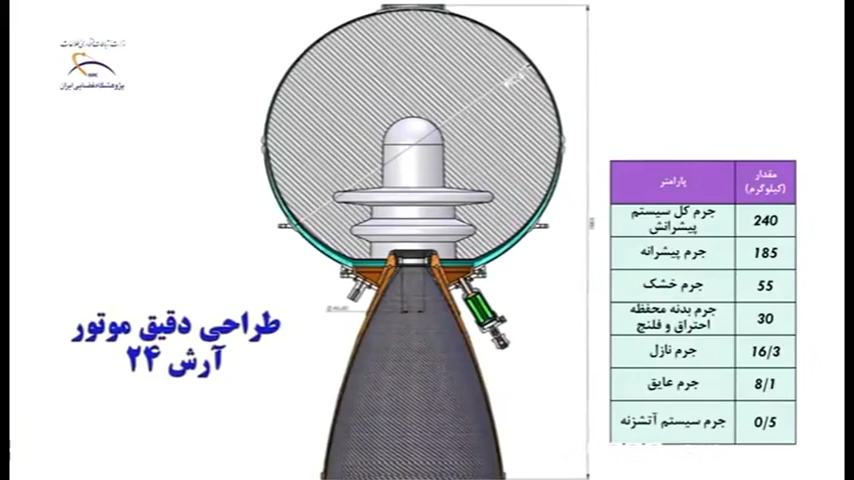 پژوهشگاه فضایی ایران
طراحی دقیق موتور
آرش ۲۴
پارامتر
مقدار
(کیلوگرم)
جرم کل سیستم
پیشرانش
240
جرم پیشرانه
185
جرم خشک
55
جرم بدنه محفظه
احتراق و فلنج
30
جرم نازل
16/3
جرم عایق
8/1
جرم سیستم آتشزنه
0/5